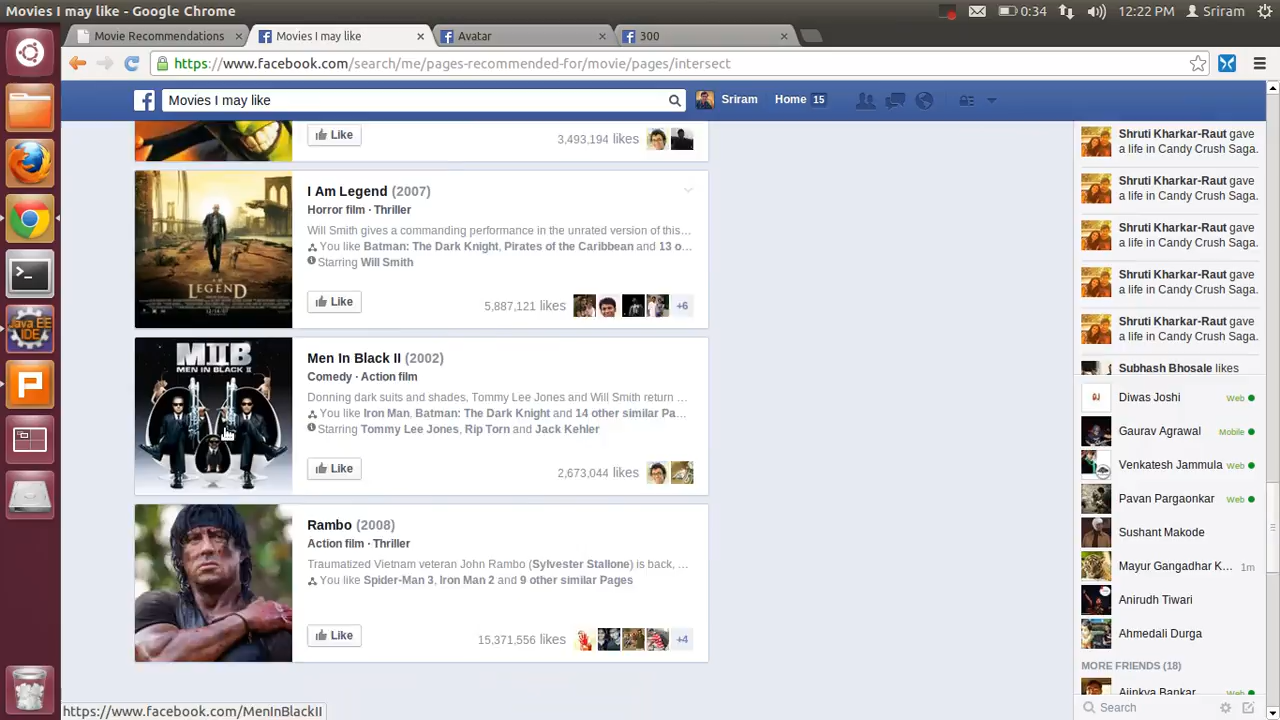 Movies I may like - Google Chrome
0:34
12:22 PM
Sriram
Movie Recommendations
Movies I may like
Avatar
300
https://www.facebook.com/search/me/pages-recommended-for/movie/pages/intersect
Movies I may like
Sriram
Home 15
Like
3,493,194 likes
I Am Legend (2007)
Horror film · Thriller
Will Smith gives a commanding performance in the unrated version of this...
You like Batman: The Dark Knight, Pirates of the Caribbean and 13 o...
Starring Will Smith
Like
5,887,121 likes
+6
LEGEND
MIIB
MEN IN BLACK II
Men In Black II (2002)
Comedy · Action film
Donning dark suits and shades, Tommy Lee Jones and Will Smith return ...
You like Iron Man, Batman: The Dark Knight and 14 other similar Pa...
Starring Tommy Lee Jones, Rip Torn and Jack Kehler
Like
2,673,044 likes
Rambo (2008)
Action film · Thriller
Traumatized Vietnam veteran John Rambo (Sylvester Stallone) is back, ...
You like Spider-Man 3, Iron Man 2 and 9 other similar Pages
Like
15,371,556 likes
+4
Shruti Kharkar-Raut gave
a life in Candy Crush Saga.
Shruti Kharkar-Raut gave
a life in Candy Crush Saga.
Shruti Kharkar-Raut gave
a life in Candy Crush Saga.
Shruti Kharkar-Raut gave
a life in Candy Crush Saga.
Shruti Kharkar-Raut gave
a life in Candy Crush Saga.
Subhash Bhosale likes
Diwas Joshi Web
Gaurav Agrawal Mobile
Venkatesh Jammula Web
Pavan Pargaonkar Web
Sushant Makode
Mayur Gangadhar K... 1m
Anirudh Tiwari
Ahmedali Durga
MORE FRIENDS (18)
Ajinkya Bankar Web
Search
Java EE
IDE
P
https://www.facebook.com/MenInBlackII